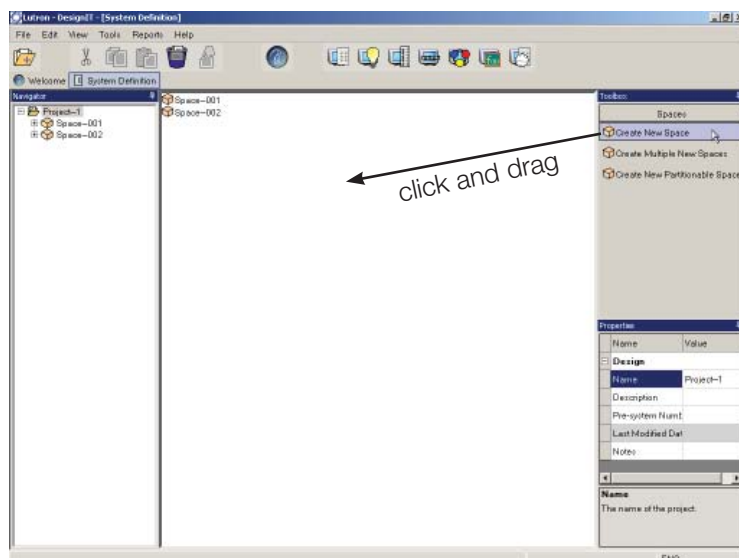 Lutron - DesignIT - [System Definition]
File Edit View Tools Reports Help
Welcome System Definition
Navigator
Project-1
Space-001
Space-002
Space-001
Space-002
click and drag
Toolbox
Spaces
Create New Space
Create Multiple New Spaces
Create New Partitionable Space
Properties
Name Value
Design
Name Project-1
Description
Pre-system Numb
Last Modified Dat
Notes
Name
The name of the project.